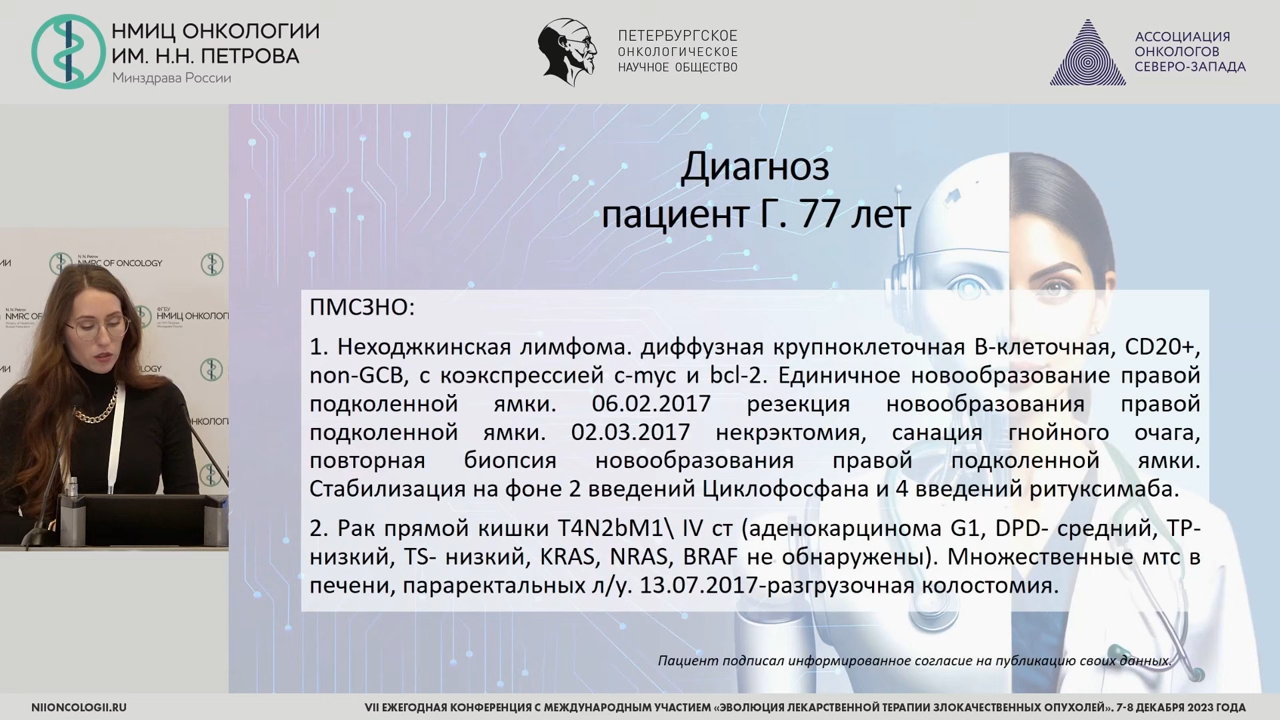 НМИЦ ОНКОЛОГИИ
ИМ. Н.Н. ПЕТРОВА
Минздрава России
ПЕТЕРБУРГСКОЕ
ОНКОЛОГИЧЕСКОЕ
НАУЧНОЕ ОБЩЕСТВО
АССОЦИАЦИЯ
ОНКОЛОГОВ
СЕВЕРО-ЗАПАДА
Диагноз
пациент Г. 77 лет
ПМСЗНО:
1. Неходжкинская лимфома. диффузная крупноклеточная В-клеточная, CD20+,
non-GCB, с коэкспрессией c-myc и bcl-2. Единичное новообразование правой
подколенной ямки. 06.02.2017 резекция новообразования правой
подколенной ямки. 02.03.2017 некрэктомия, санация гнойного очага,
повторная биопсия новообразования правой подколенной ямки.
Стабилизация на фоне 2 введений Циклофосфана и 4 введений ритуксимаба.
2. Рак прямой кишки T4N2bM1\ IV ст (аденокарцинома G1, DPD- средний, TP-
низкий, TS- низкий, KRAS, NRAS, BRAF не обнаружены). Множественные мтс в
печени, параректальных л/у. 13.07.2017-разгрузочная колостомия.
Пациент подписал информированное согласие на публикацию своих данных.
NMRC OF ONCOLOGY
НМИЦ ОНКОЛОГ
NIIONCOLOGII.RU
VII ЕЖЕГОДНАЯ КОНФЕРЕНЦИЯ С МЕЖДУНАРОДНЫМ УЧАСТИЕМ «ЭВОЛЮЦИЯ ЛЕКАРСТВЕННОЙ ТЕРАПИИ ЗЛОКАЧЕСТВЕННЫХ ОПУХОЛЕЙ». 7-8 ДЕКАБРЯ 2023 ГОДА